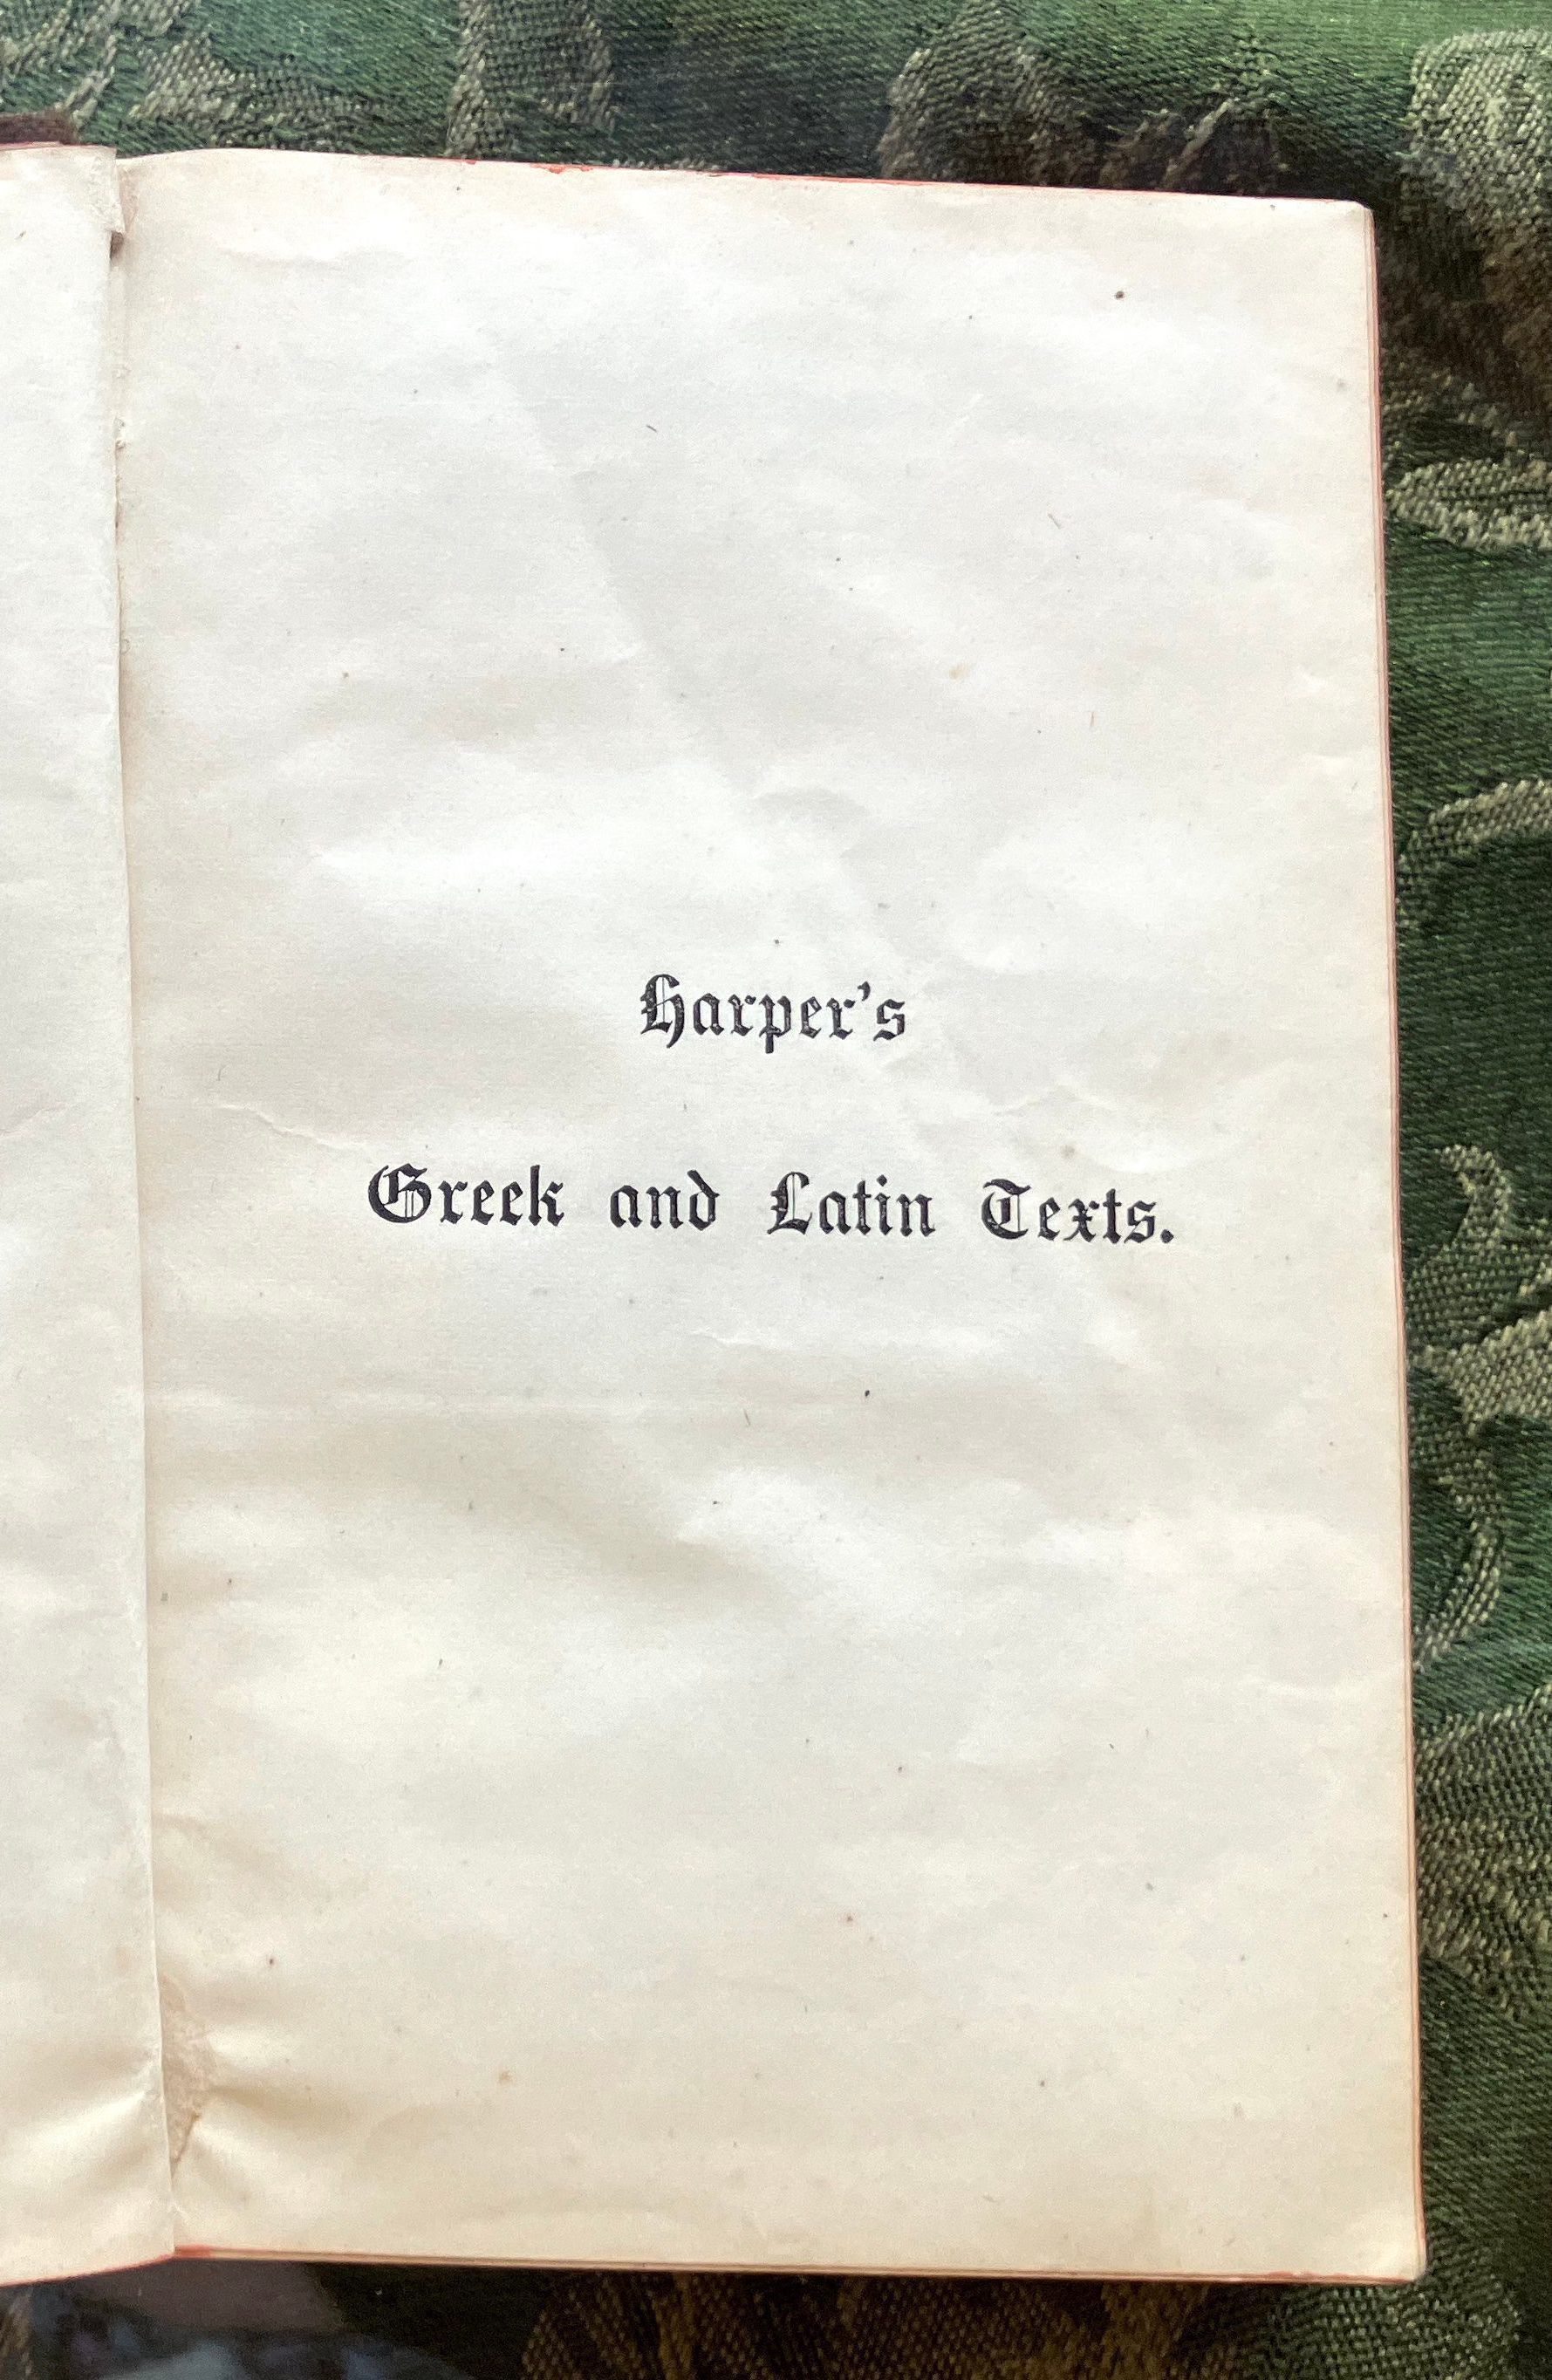 Harper's
Greek and Latin Texts.